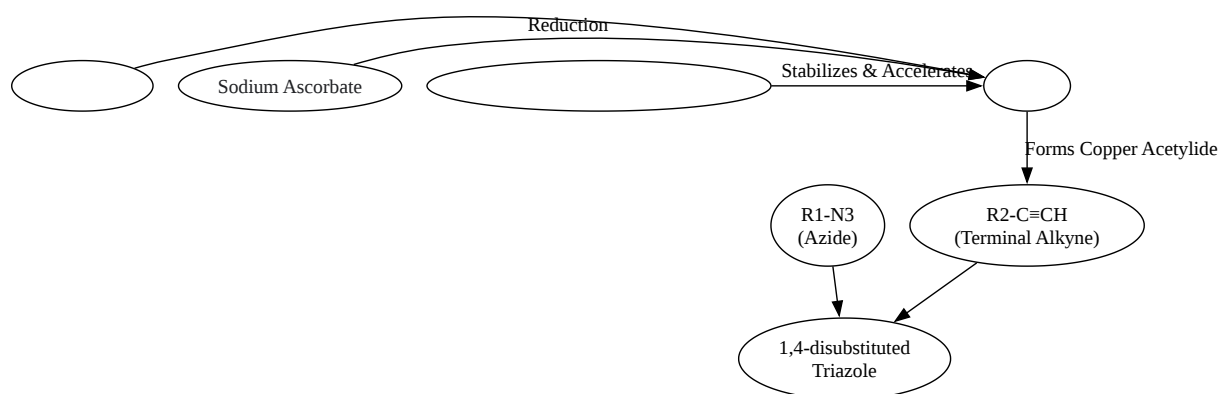 Reduction
Sodium Ascorbate
Stabilizes & Accelerates
Forms Copper Acetylide
R1-N3
(Azide)
R2-C≡CH
(Terminal Alkyne)
1,4-disubstituted
Triazole